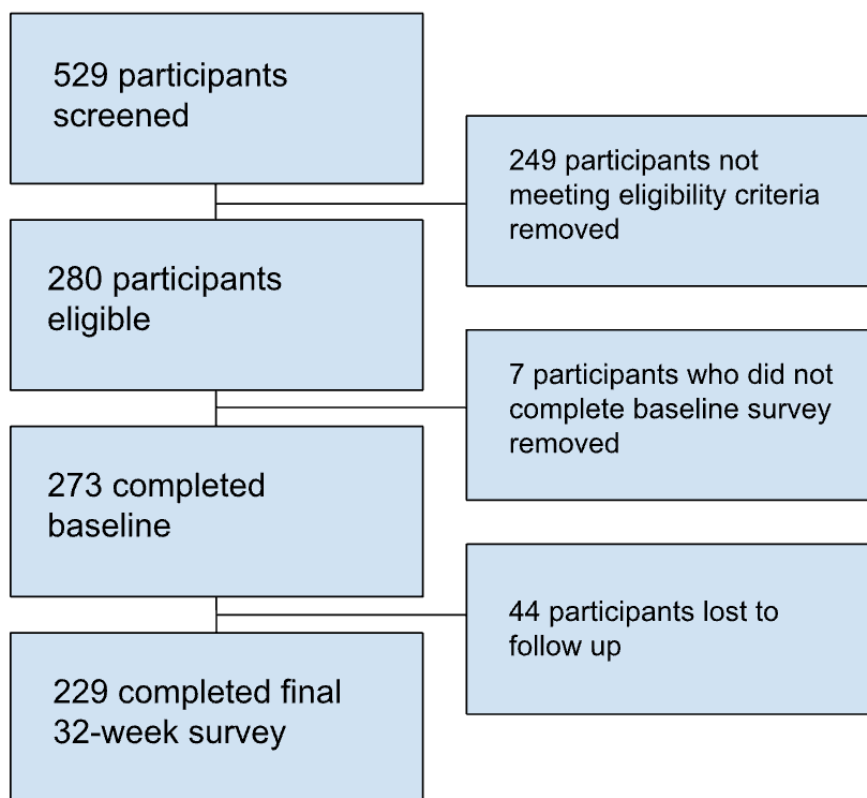 529 participants
screened
249 participants not
meeting eligibility criteria
removed
280 participants
eligible
7 participants who did not
complete baseline survey
removed
273 completed
baseline
44 participants lost to
follow up
229 completed final
32-week survey